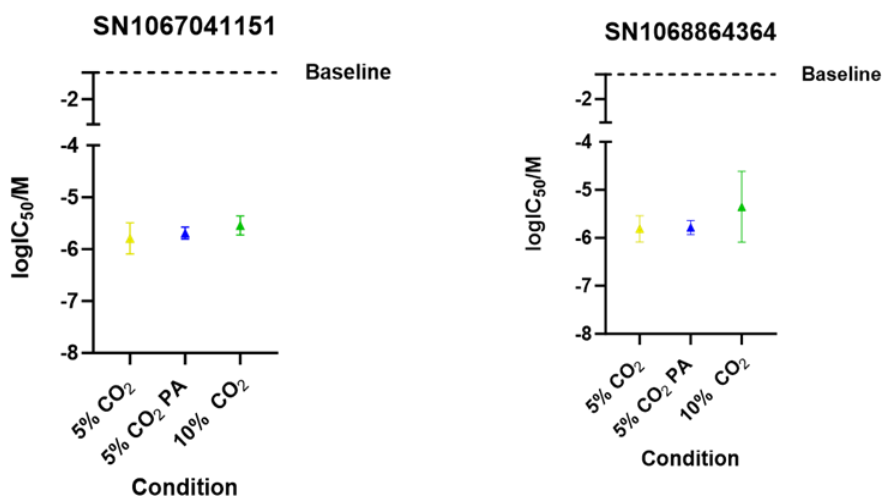 SN1067041151
Baseline
-2
-4
-5
-6
-7
-8
logIC₅₀/M
5% CO₂
5% CO₂ PA
10% CO₂
Condition
SN1068864364
Baseline
-2
-4
-5
-6
-7
-8
logIC₅₀/M
5% CO₂
5% CO₂ PA
10% CO₂
Condition